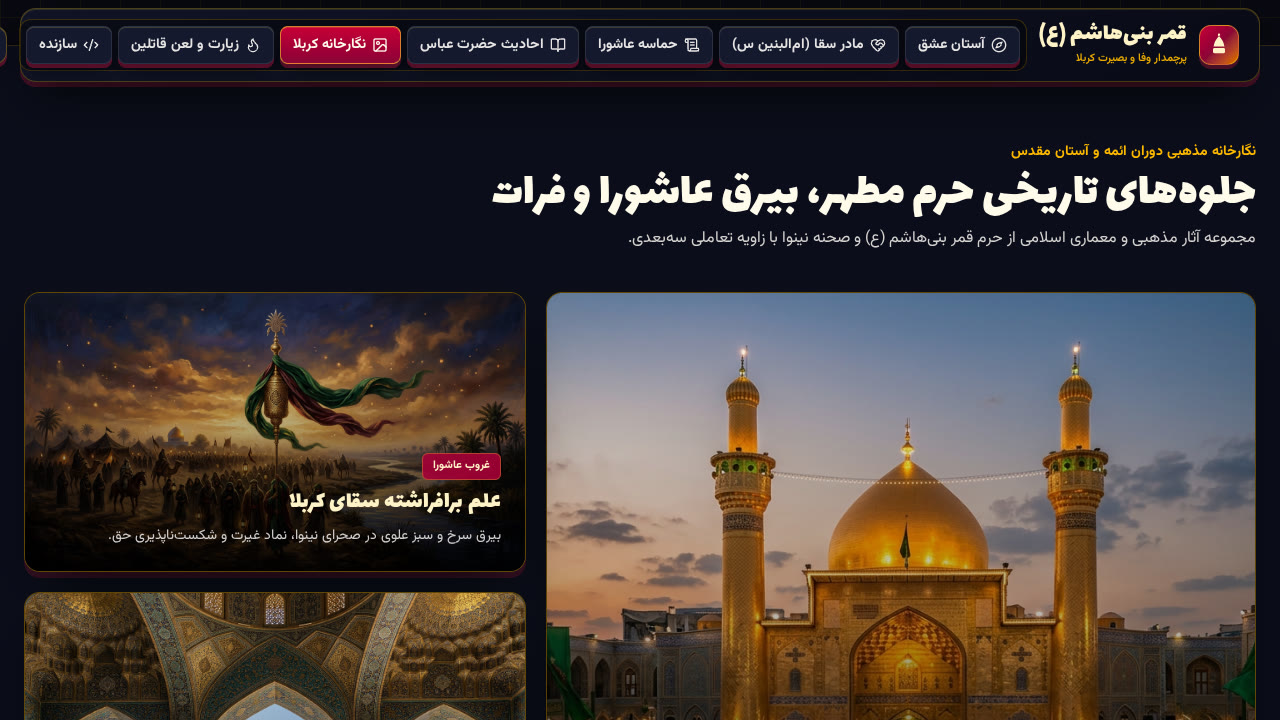 قمر بنی‌هاشم (ع)
پرچمدار وفا و بصیرت کربلا
آستان عشق
مادر سقا (ام‌البنین س)
حماسه عاشورا
احادیث حضرت عباس
نگارخانه کربلا
زیارت و لعن قاتلین
سازنده
نگارخانه مذهبی دوران ائمه و آستان مقدس
جلوه‌های تاریخی حرم مطهر، بیرق عاشورا و فرات
مجموعه آثار مذهبی و معماری اسلامی از حرم قمر بنی‌هاشم (ع) و صحنه نینوا با زاویه تعاملی سه‌بعدی.
غروب عاشورا
علم برافراشته سقای کربلا
بیرق سرخ و سبز علوی در صحرای نینوا، نماد غیرت و شکست‌ناپذیری حق.